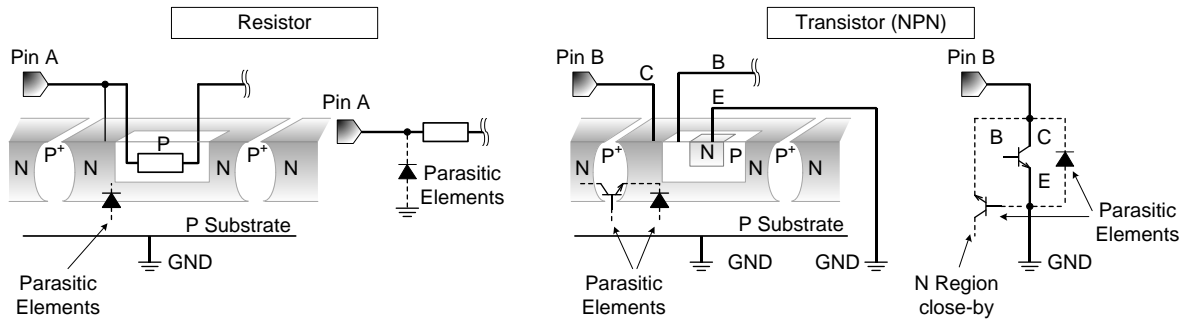 Resistor
Transistor (NPN)
Pin A
Pin B
Pin B
C
B
E
Pin A
N
P+
N
P
P+
N
N
P+
N
N
P
P+
N
B
C
E
Parasitic
Elements
Parasitic
Elements
P Substrate
P Substrate
GND
GND
GND
GND
Parasitic
Elements
Parasitic
Elements
N Region
close-by